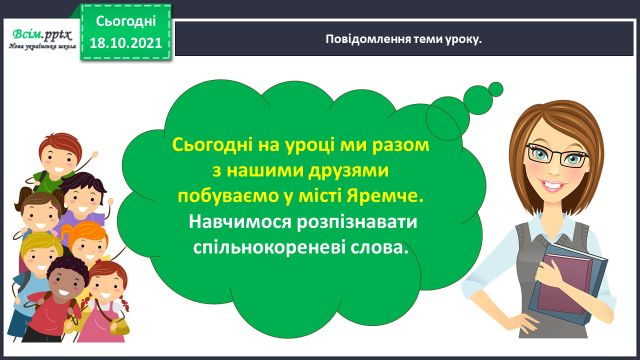 Всім.pptx
Нова українська школа
Сьогодні
18.10.2021
Повідомлення теми уроку.
Сьогодні на уроці ми разом
з нашими друзями
побуваємо у місті Яремче.
Навчимося розпізнавати
спільнокореневі слова.